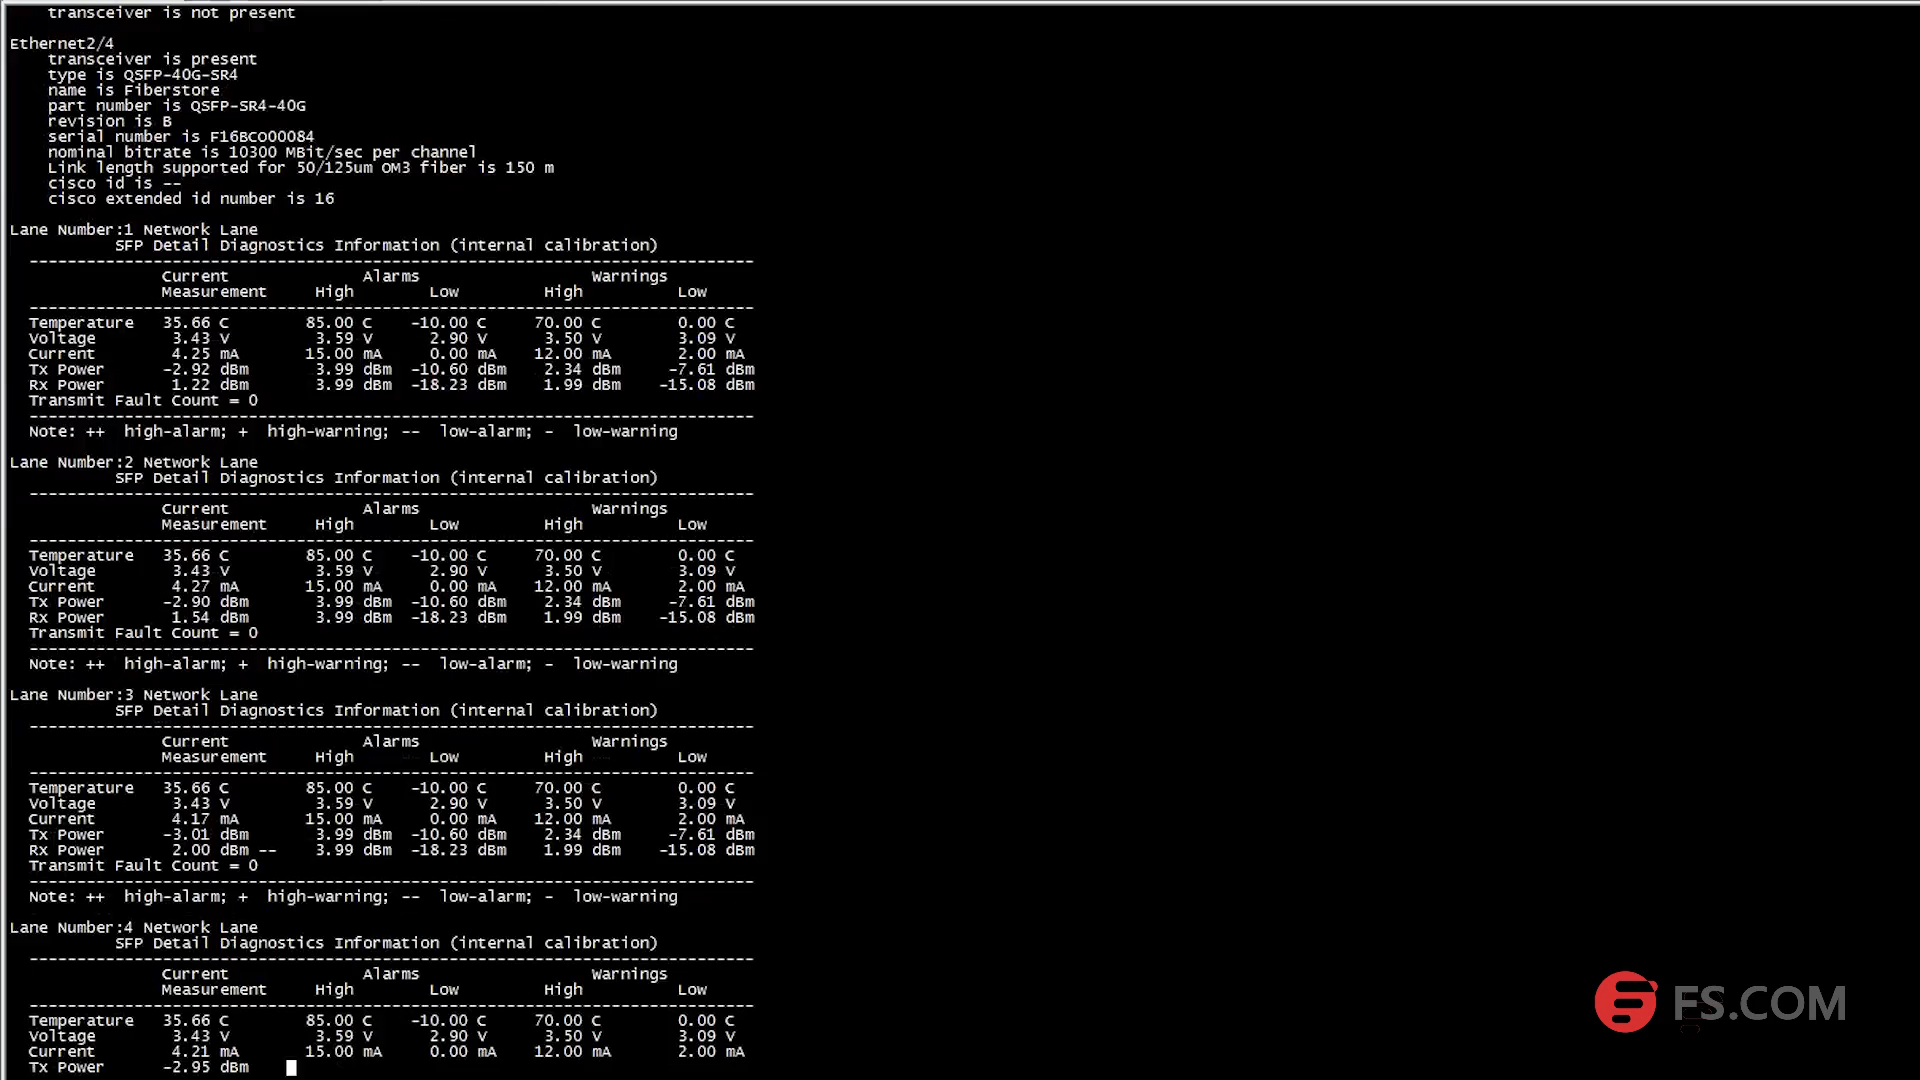 transceiver is not present
Ethernet2/4
transceiver is present
type is QSFP-40G-SR4
name is Fiberstore
part number is QSFP-SR4-40G
revision is B
serial number is F16BCO00084
nominal bitrate is 10300 MBit/sec per channel
Link length supported for 50/125um OM3 fiber is 150 m
cisco id is --
cisco extended id number is 16
Lane Number:1 Network Lane
SFP Detail Diagnostics Information (internal calibration)
----------------------------------------------------------------------------
Current Alarms Warnings
Measurement High Low High Low
----------------------------------------------------------------------------
Temperature 35.66 C 85.00 C -10.00 C 70.00 C 0.00 C
Voltage 3.43 V 3.59 V 2.90 V 3.50 V 3.09 V
Current 4.25 mA 15.00 mA 0.00 mA 12.00 mA 2.00 mA
Tx Power -2.92 dBm 3.99 dBm -10.60 dBm 2.34 dBm -7.61 dBm
Rx Power 1.22 dBm 3.99 dBm -18.23 dBm 1.99 dBm -15.08 dBm
Transmit Fault Count = 0
----------------------------------------------------------------------------
Note: ++ high-alarm; + high-warning; -- low-alarm; - low-warning
Lane Number:2 Network Lane
SFP Detail Diagnostics Information (internal calibration)
----------------------------------------------------------------------------
Current Alarms Warnings
Measurement High Low High Low
----------------------------------------------------------------------------
Temperature 35.66 C 85.00 C -10.00 C 70.00 C 0.00 C
Voltage 3.43 V 3.59 V 2.90 V 3.50 V 3.09 V
Current 4.27 mA 15.00 mA 0.00 mA 12.00 mA 2.00 mA
Tx Power -2.90 dBm 3.99 dBm -10.60 dBm 2.34 dBm -7.61 dBm
Rx Power 1.54 dBm 3.99 dBm -18.23 dBm 1.99 dBm -15.08 dBm
Transmit Fault Count = 0
----------------------------------------------------------------------------
Note: ++ high-alarm; + high-warning; -- low-alarm; - low-warning
Lane Number:3 Network Lane
SFP Detail Diagnostics Information (internal calibration)
----------------------------------------------------------------------------
Current Alarms Warnings
Measurement High Low High Low
----------------------------------------------------------------------------
Temperature 35.66 C 85.00 C -10.00 C 70.00 C 0.00 C
Voltage 3.43 V 3.59 V 2.90 V 3.50 V 3.09 V
Current 4.17 mA 15.00 mA 0.00 mA 12.00 mA 2.00 mA
Tx Power -3.01 dBm 3.99 dBm -10.60 dBm 2.34 dBm -7.61 dBm
Rx Power 2.00 dBm -- 3.99 dBm -18.23 dBm 1.99 dBm -15.08 dBm
Transmit Fault Count = 0
----------------------------------------------------------------------------
Note: ++ high-alarm; + high-warning; -- low-alarm; - low-warning
Lane Number:4 Network Lane
SFP Detail Diagnostics Information (internal calibration)
----------------------------------------------------------------------------
Current Alarms Warnings
Measurement High Low High Low
----------------------------------------------------------------------------
Temperature 35.66 C 85.00 C -10.00 C 70.00 C 0.00 C
Voltage 3.43 V 3.59 V 2.90 V 3.50 V 3.09 V
Current 4.21 mA 15.00 mA 0.00 mA 12.00 mA 2.00 mA
Tx Power -2.95 dBm
FS.COM